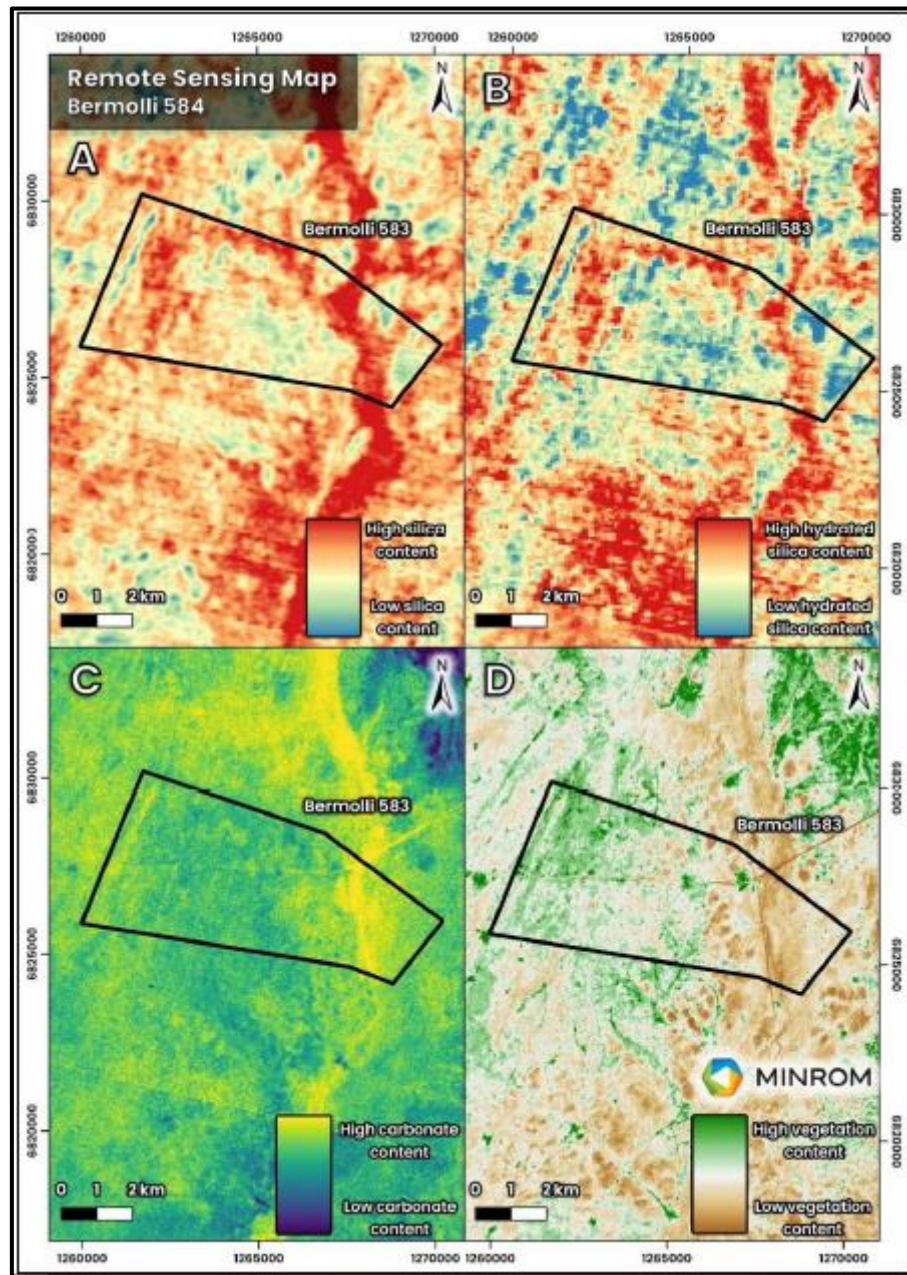 1260000 1265000 1270000 1260000 1265000 1270000
Remote Sensing Map
Bermolli 584
N
B
N
A
6830000
Bermolli 583
Bermolli 583
6830000
6825000
6825000
High silica
content
High hydrated
silica content
6820000
6820000
0 1 2 km
Low silica
content
0 1 2 km
Low hydrated
silica content
C
N
D
N
6830000
Bermolli 583
6830000
Bermolli 583
6825000
6825000
MINROM
High carbonate
content
High vegetation
content
6820000
6820000
0 1 2 km
Low carbonate
content
0 1 2 km
Low vegetation
content
1260000 1265000 1270000 1260000 1265000 1270000